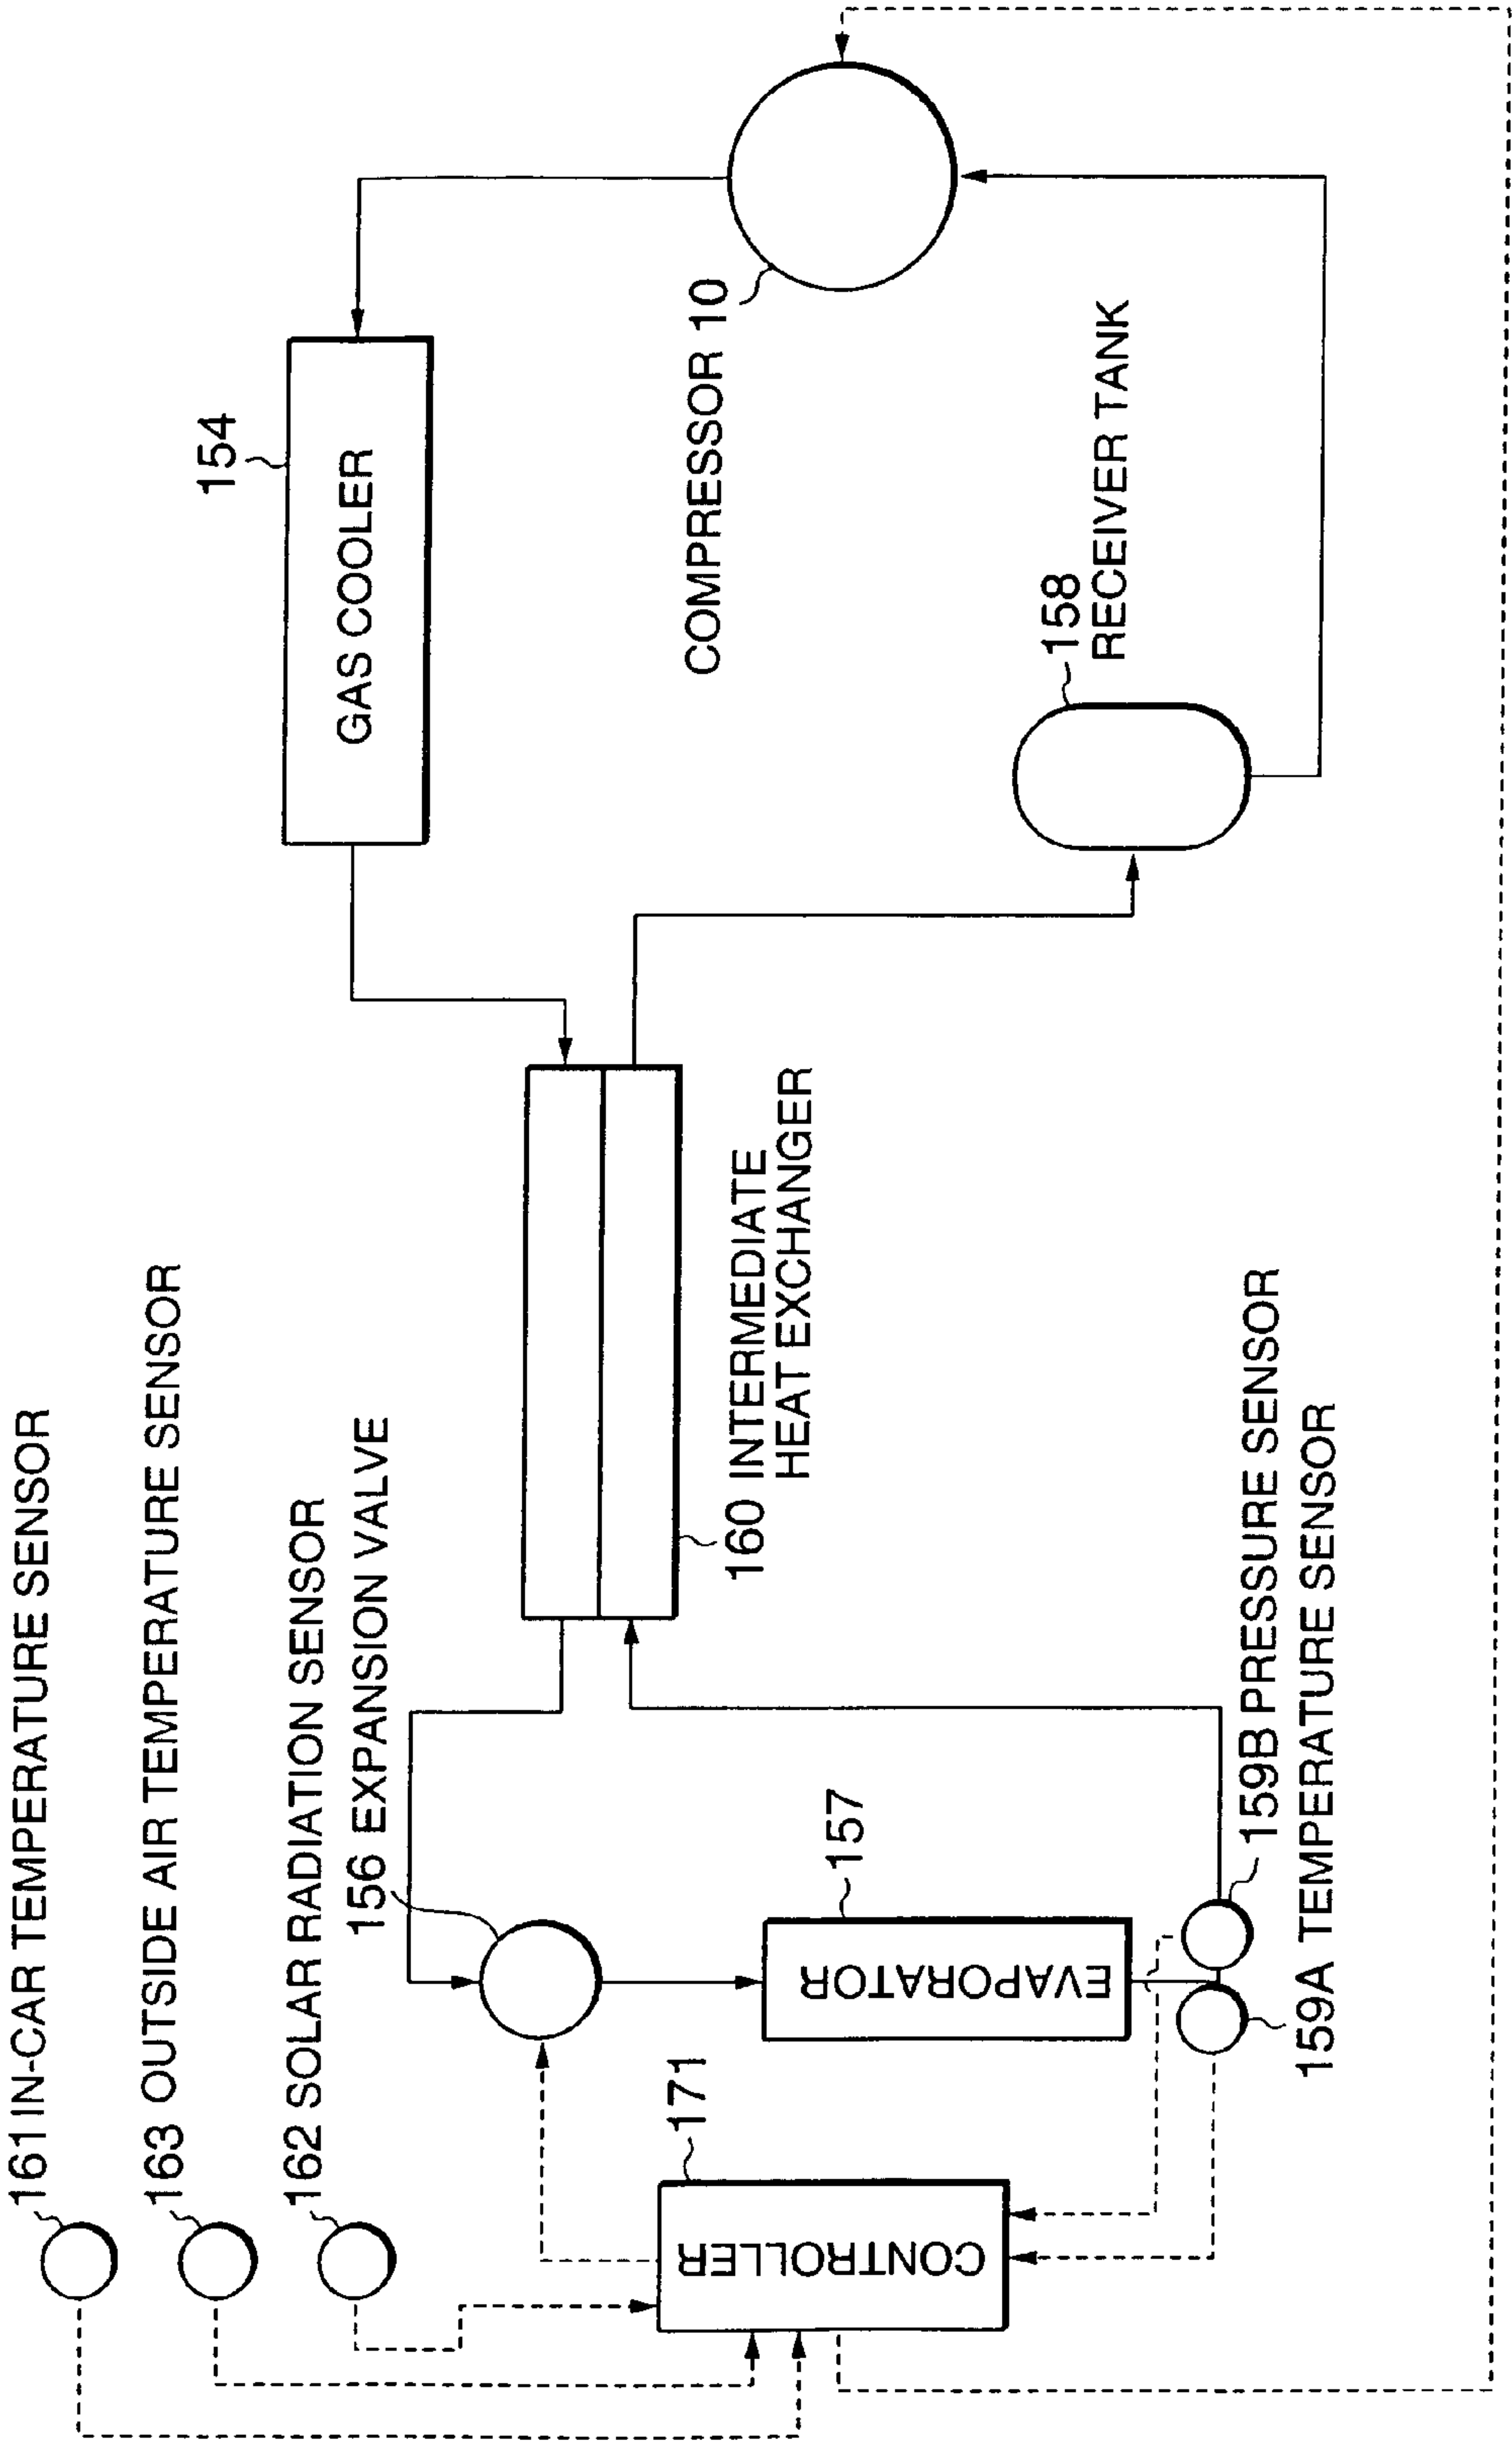 161 IN-CAR TEMPERATURE SENSOR
163 OUTSIDE AIR TEMPERATURE SENSOR
162 SOLAR RADIATION SENSOR
156 EXPANSION VALVE
154
GAS COOLER
COMPRESSOR 10
160 INTERMEDIATE
HEAT EXCHANGER
171
CONTROLLER
157
EVAPORATOR
158
RECEIVER TANK
159B PRESSURE SENSOR
159A TEMPERATURE SENSOR